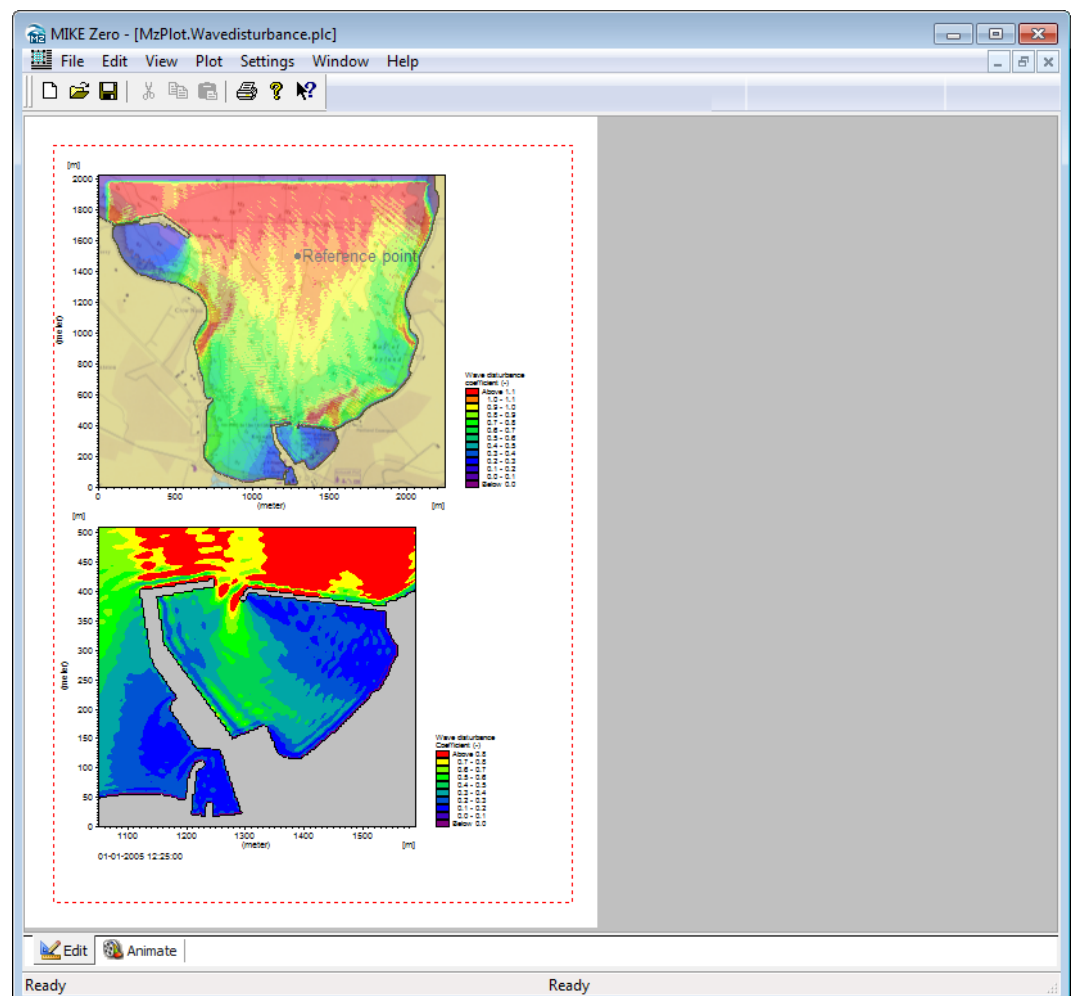 MIKE Zero - [MzPlot.Wavedisturbance.plc]
File Edit View Plot Settings Window Help
[m]
2000
1800
1600
1400
1200
1000
800
600
400
200
0
(meter)
Reference point
0 500 1000 1500 2000
(meter) [m]
Wave disturbance
coefficient (-)
Above 1.1
1.0 - 1.1
0.9 - 1.0
0.8 - 0.9
0.7 - 0.8
0.6 - 0.7
0.5 - 0.6
0.4 - 0.5
0.3 - 0.4
0.2 - 0.3
0.1 - 0.2
0.0 - 0.1
Below 0.0
[m]
500
450
400
350
300
250
200
150
100
50
0
(meter)
1100 1200 1300 1400 1500
(meter) [m]
Wave disturbance
Coefficient (-)
Above 0.8
0.7 - 0.8
0.6 - 0.7
0.5 - 0.6
0.4 - 0.5
0.3 - 0.4
0.2 - 0.3
0.1 - 0.2
0.0 - 0.1
Below 0.0
01-01-2005 12:25:00
Edit Animate
Ready Ready